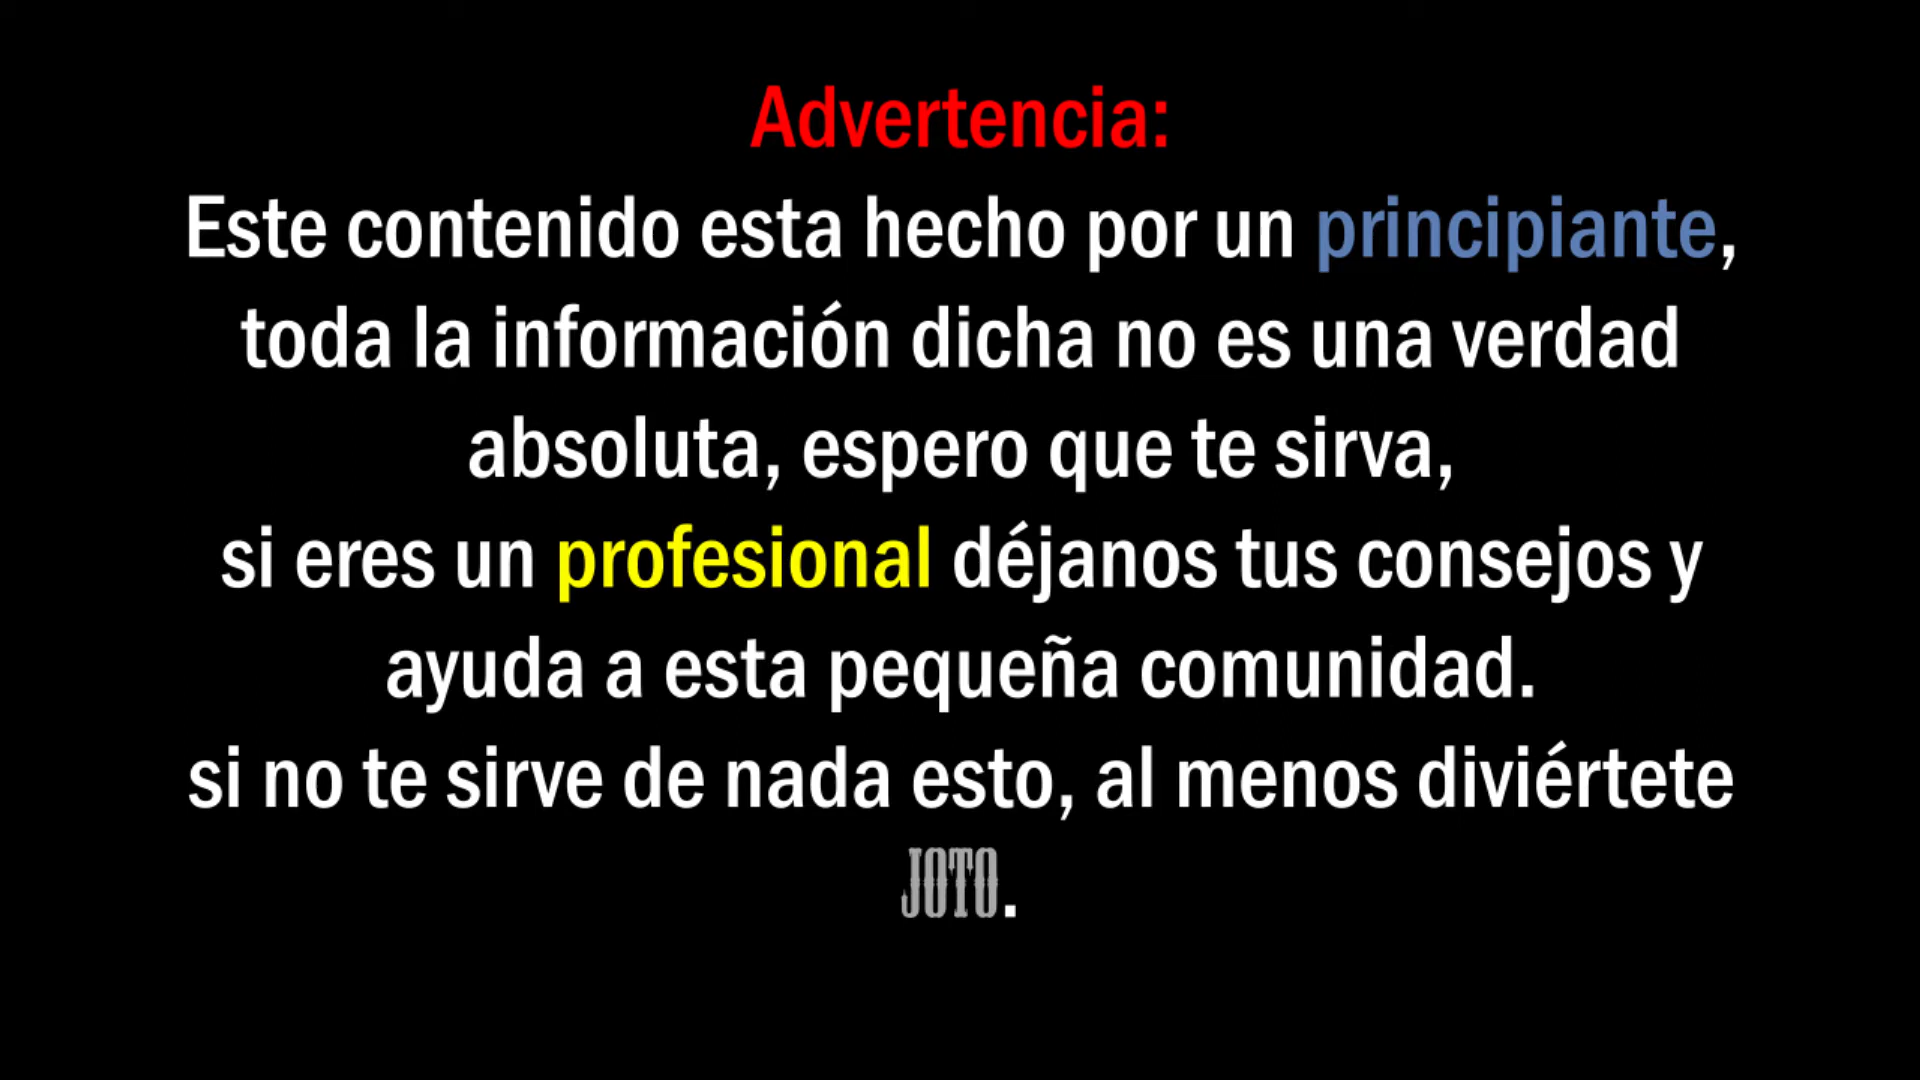 Advertencia:
Este contenido esta hecho por un principiante,
toda la información dicha no es una verdad
absoluta, espero que te sirva,
si eres un profesional déjanos tus consejos y
ayuda a esta pequeña comunidad.
si no te sirve de nada esto, al menos diviértete
JOTO.